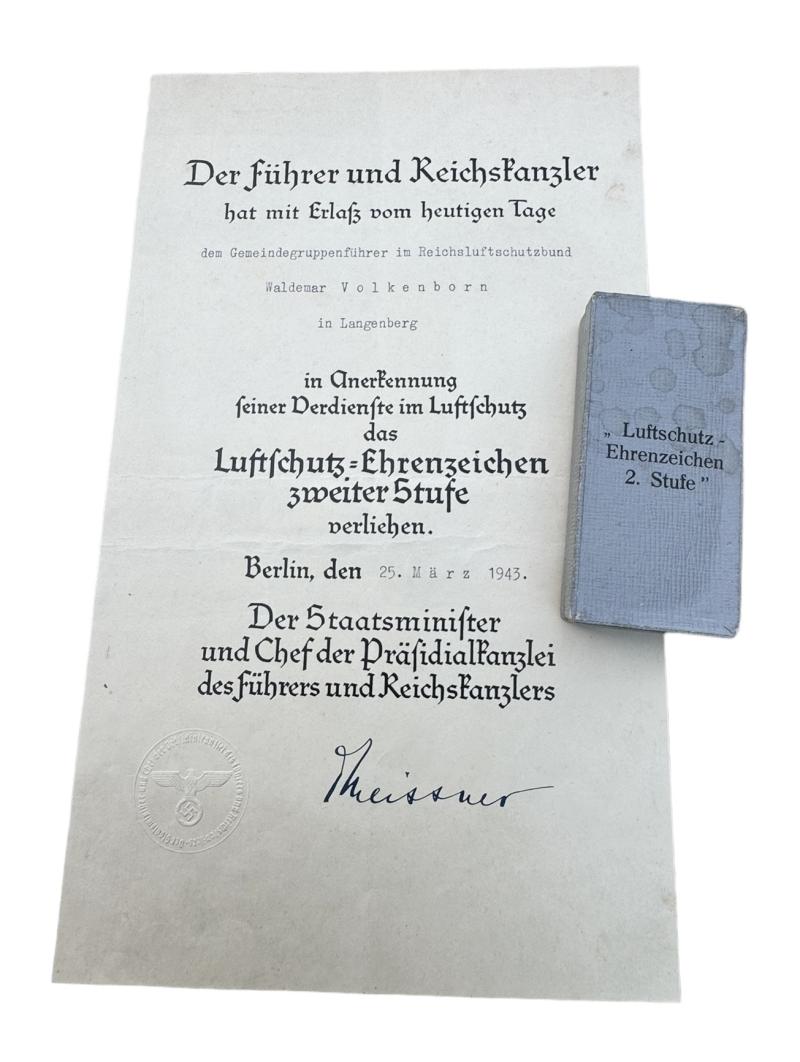 Der Führer und Reichskanzler
hat mit Erlaß vom heutigen Tage
dem Gemeindegruppenführer im Reichsluftschutzbund
Waldemar Volkenborn
in Langenberg
in Anerkennung
seiner Verdienste im Luftschutz
das
Luftschutz=Ehrenzeichen
zweiter Stufe
verliehen.
Berlin, den 25. März 1943.
Der Staatsminister
und Chef der Präsidialkanzlei
des Führers und Reichskanzlers
Meissner
„Luftschutz-
Ehrenzeichen
2. Stufe”